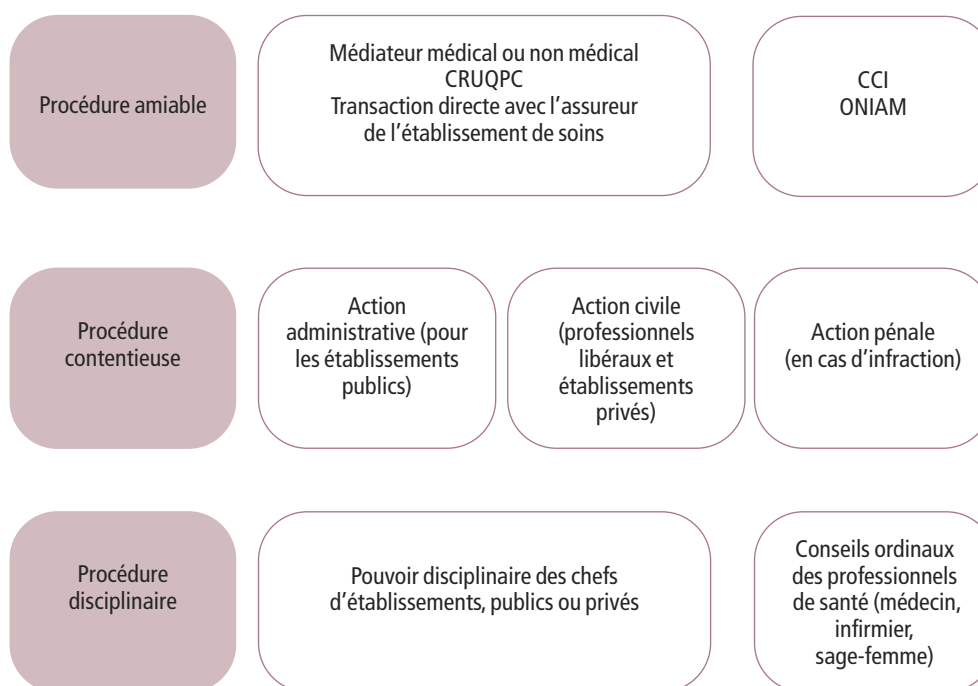 Procédure amiable
Médiateur médical ou non médical
CRUQPC
Transaction directe avec l’assureur
de l’établissement de soins
CCI
ONIAM
Procédure
contentieuse
Action
administrative (pour
les établissements
publics)
Action civile
(professionnels
libéraux et
établissements
privés)
Action pénale
(en cas d’infraction)
Procédure
disciplinaire
Pouvoir disciplinaire des chefs
d’établissements, publics ou privés
Conseils ordinaux
des professionnels
de santé (médecin,
infirmier,
sage-femme)